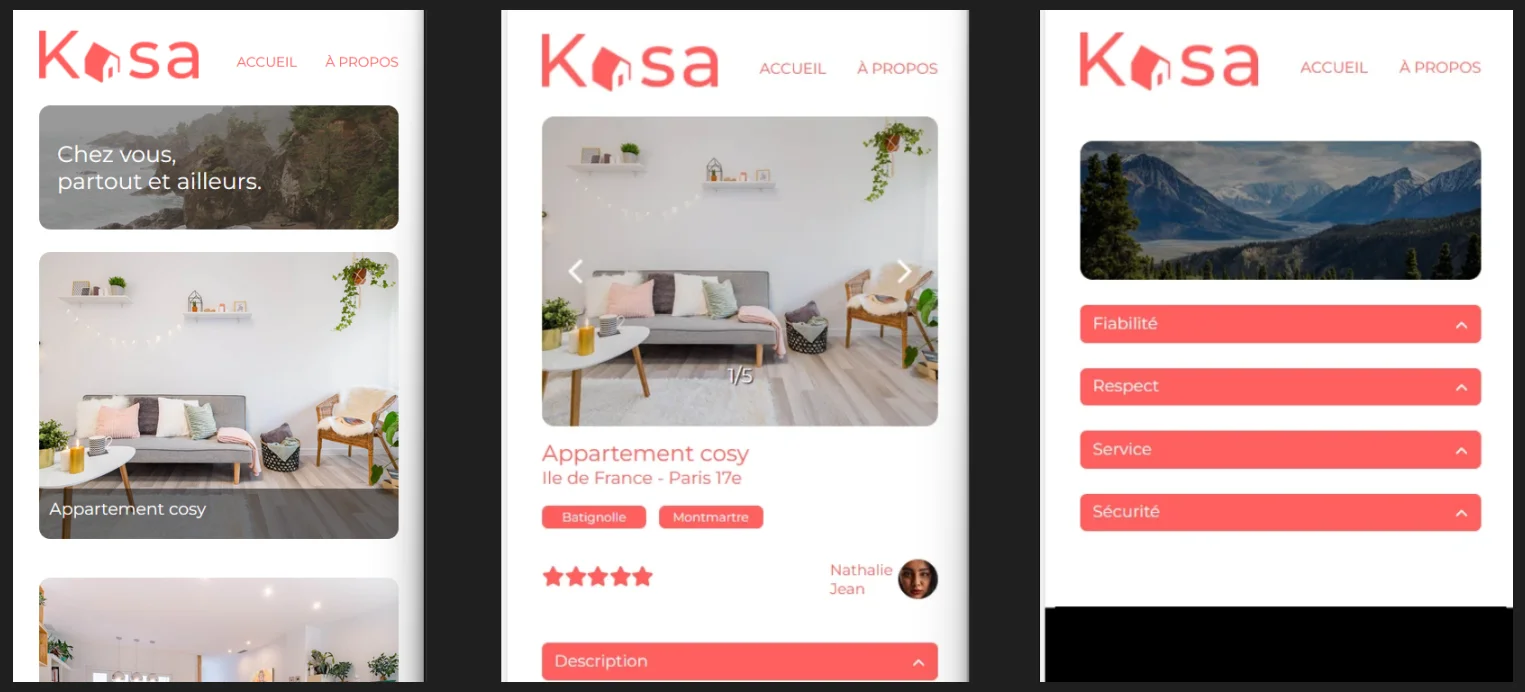 Kasa
ACCUEIL À PROPOS
Chez vous,
partout et ailleurs.
Appartement cosy
Kasa
ACCUEIL À PROPOS
1/5
Appartement cosy
Ile de France - Paris 17e
Batignolle Montmartre
Nathalie
Jean
Description
Kasa
ACCUEIL À PROPOS
Fiabilité
Respect
Service
Sécurité